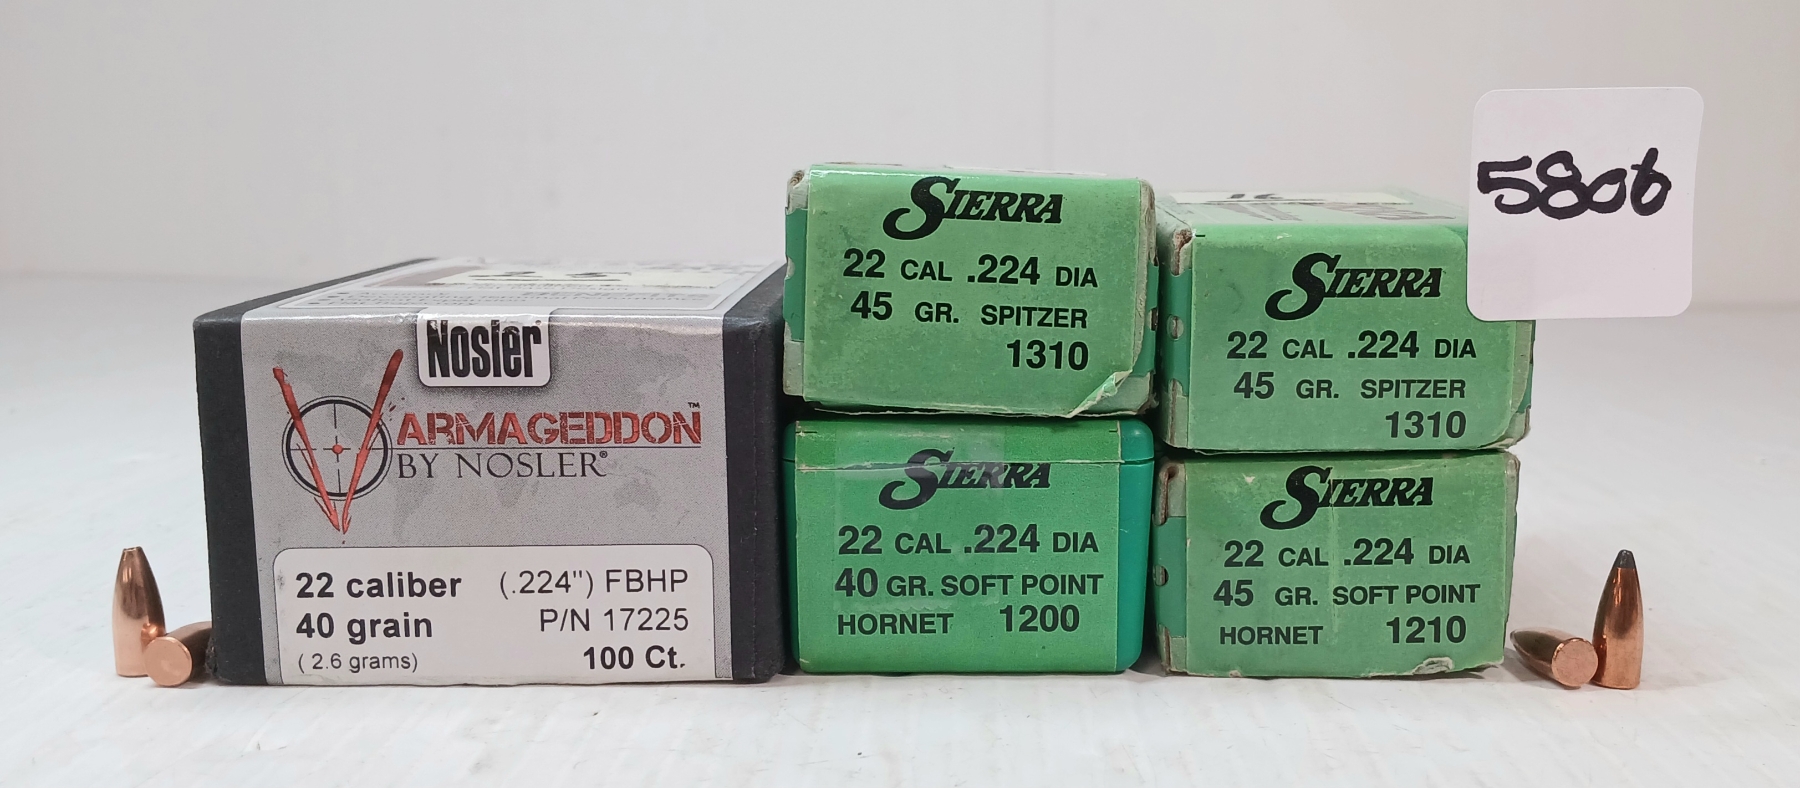 Nosler
VARMAGEDDON™
BY NOSLER®
22 caliber (.224") FBHP
40 grain P/N 17225
(2.6 grams) 100 Ct.
SIERRA
22 CAL .224 DIA
45 GR. SPITZER
1310
SIERRA
22 CAL .224 DIA
40 GR. SOFT POINT
HORNET 1200
SIERRA
22 CAL .224 DIA
45 GR. SPITZER
1310
SIERRA
22 CAL .224 DIA
45 GR. SOFT POINT
HORNET 1210
5806